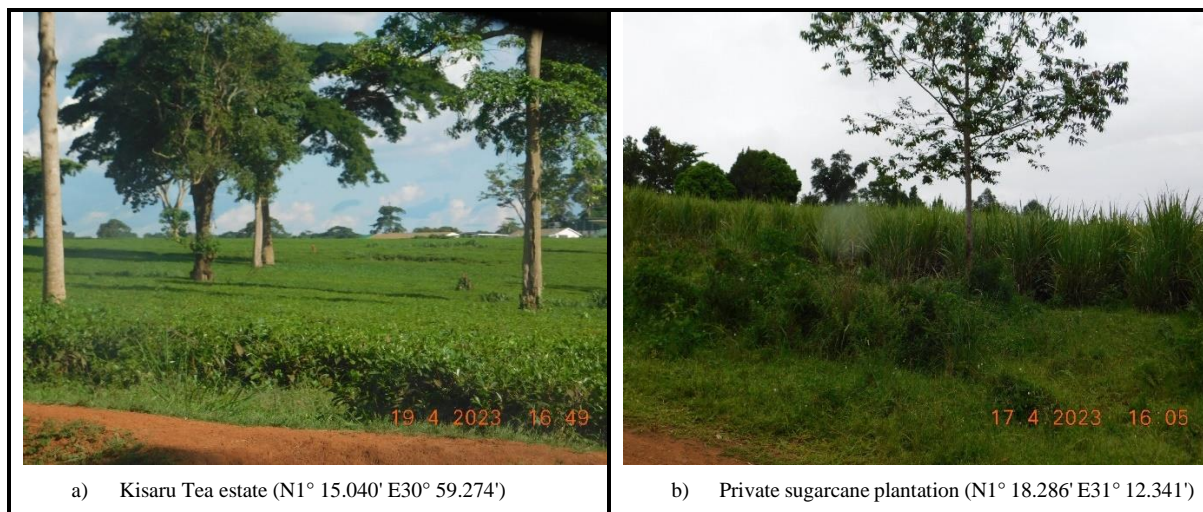 19 4 2023 16 49
17 4 2023 16 05
a) Kisaru Tea estate (N1° 15.040' E30° 59.274')
b) Private sugarcane plantation (N1° 18.286' E31° 12.341')